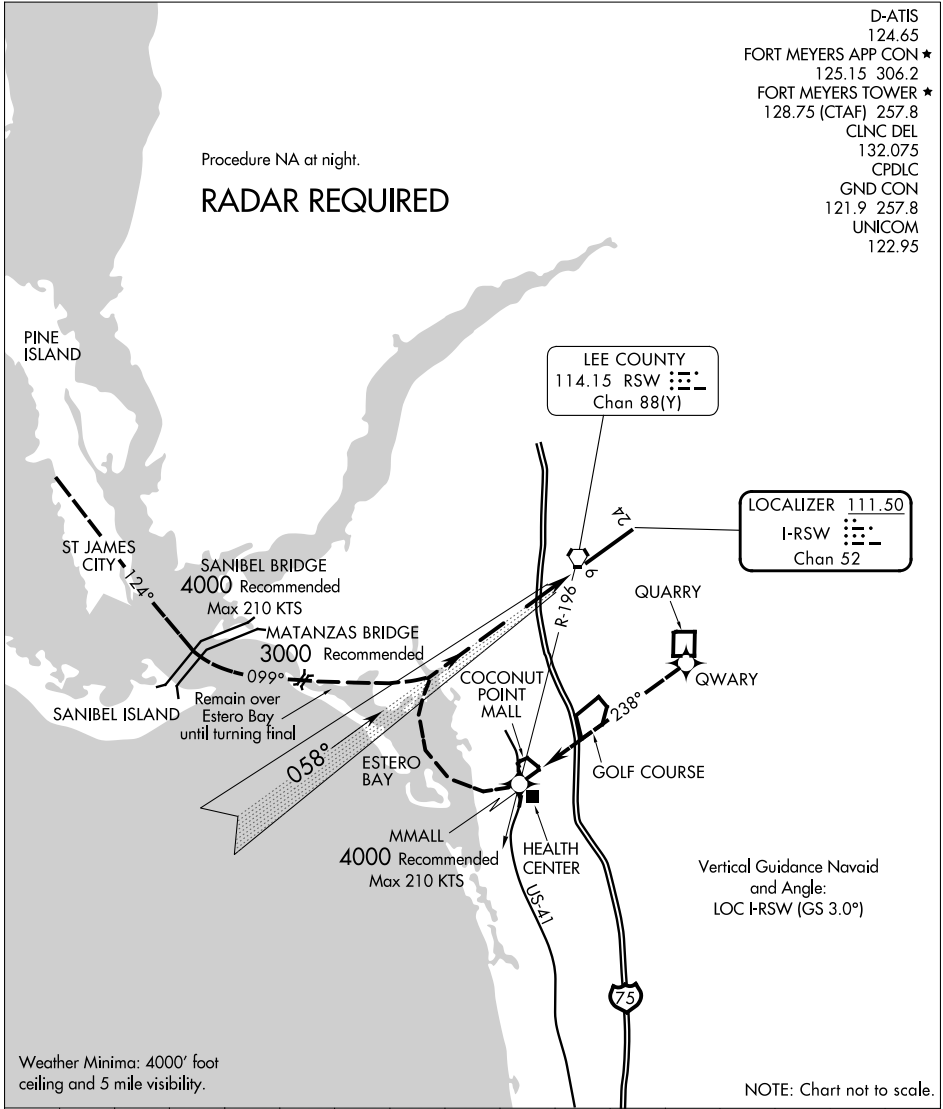 D-ATIS
124.65
FORT MEYERS APP CON ★
125.15 306.2
FORT MEYERS TOWER ★
128.75 (CTAF) 257.8
CLNC DEL
132.075
CPDLC
GND CON
121.9 257.8
UNICOM
122.95
Procedure NA at night.
RADAR REQUIRED
PINE
ISLAND
LEE COUNTY
114.15 RSW
Chan 88(Y)
LOCALIZER 111.50
I-RSW
Chan 52
24
6
R-196
ST JAMES
CITY
124°
SANIBEL BRIDGE
4000 Recommended
Max 210 KTS
MATANZAS BRIDGE
3000 Recommended
099°
Remain over
Estero Bay
until turning final
SANIBEL ISLAND
058°
ESTERO
BAY
COCONUT
POINT
MALL
QUARRY
QWARY
238°
GOLF COURSE
MMALL
4000 Recommended
Max 210 KTS
HEALTH
CENTER
US-41
Vertical Guidance Navaid
and Angle:
LOC I-RSW (GS 3.0°)
75
Weather Minima: 4000' foot
ceiling and 5 mile visibility.
NOTE: Chart not to scale.